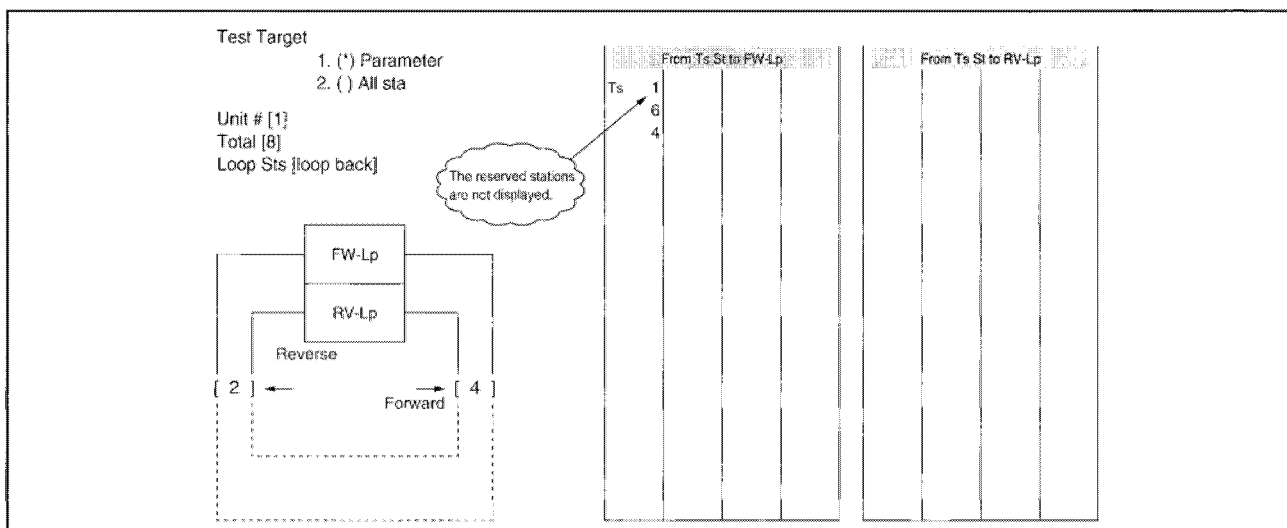 Test Target
1. (*) Parameter
2. ( ) All sta
Unit # [1]
Total [8]
Loop Sts [loop back]
The reserved stations
are not displayed.
FW-Lp
RV-Lp
Reverse
[ 2 ]
[ 4 ]
Forward
From Ts St to FW-Lp
Ts 1
6
4
From Ts St to RV-Lp